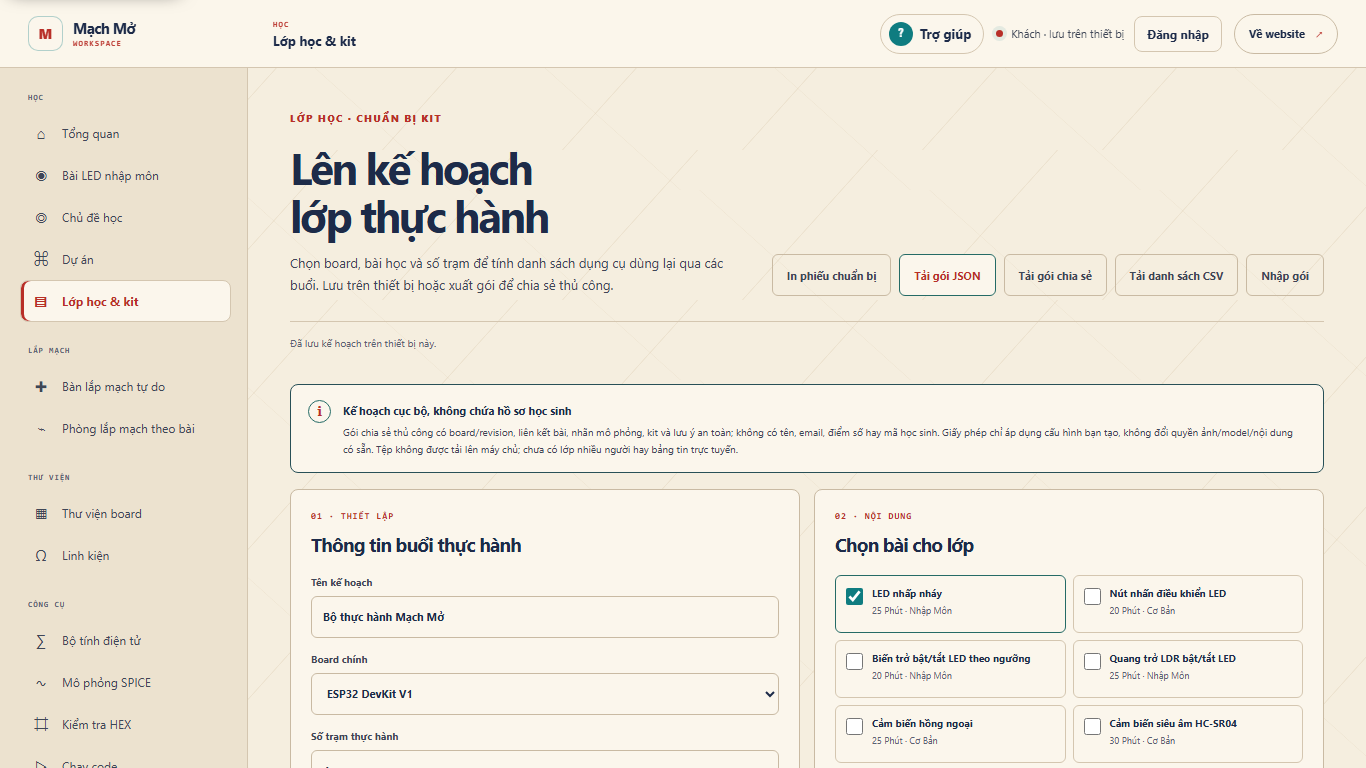 M
Mạch Mở
WORKSPACE
HỌC
Lớp học & kit
? Trợ giúp
Khách · lưu trên thiết bị
Đăng nhập
Về website ↗
HỌC
Tổng quan
Bài LED nhập môn
Chủ đề học
Dự án
Lớp học & kit
LẮP MẠCH
Bàn lắp mạch tự do
Phòng lắp mạch theo bài
THƯ VIỆN
Thư viện board
Linh kiện
CÔNG CỤ
Bộ tính điện tử
Mô phỏng SPICE
Kiểm tra HEX
Chạy code
LỚP HỌC · CHUẨN BỊ KIT
Lên kế hoạch
lớp thực hành
Chọn board, bài học và số trạm để tính danh sách dụng cụ dùng lại qua các
buổi. Lưu trên thiết bị hoặc xuất gói để chia sẻ thủ công.
In phiếu chuẩn bị
Tải gói JSON
Tải gói chia sẻ
Tải danh sách CSV
Nhập gói
Đã lưu kế hoạch trên thiết bị này.
i
Kế hoạch cục bộ, không chứa hồ sơ học sinh
Gói chia sẻ thủ công có board/revision, liên kết bài, nhãn mô phỏng, kit và lưu ý an toàn; không có tên, email, điểm số hay mã học sinh. Giấy phép chỉ áp dụng cấu hình bạn tạo, không đổi quyền ảnh/model/nội dung
có sẵn. Tệp không được tải lên máy chủ; chưa có lớp nhiều người hay bảng tin trực tuyến.
01 · THIẾT LẬP
Thông tin buổi thực hành
Tên kế hoạch
Bộ thực hành Mạch Mở
Board chính
ESP32 DevKit V1
Số trạm thực hành
02 · NỘI DUNG
Chọn bài cho lớp
LED nhấp nháy
25 Phút · Nhập Môn
Nút nhấn điều khiển LED
20 Phút · Cơ Bản
Biến trở bật/tắt LED theo ngưỡng
20 Phút · Nhập Môn
Quang trở LDR bật/tắt LED
25 Phút · Nhập Môn
Cảm biến hồng ngoại
25 Phút · Cơ Bản
Cảm biến siêu âm HC-SR04
30 Phút · Cơ Bản